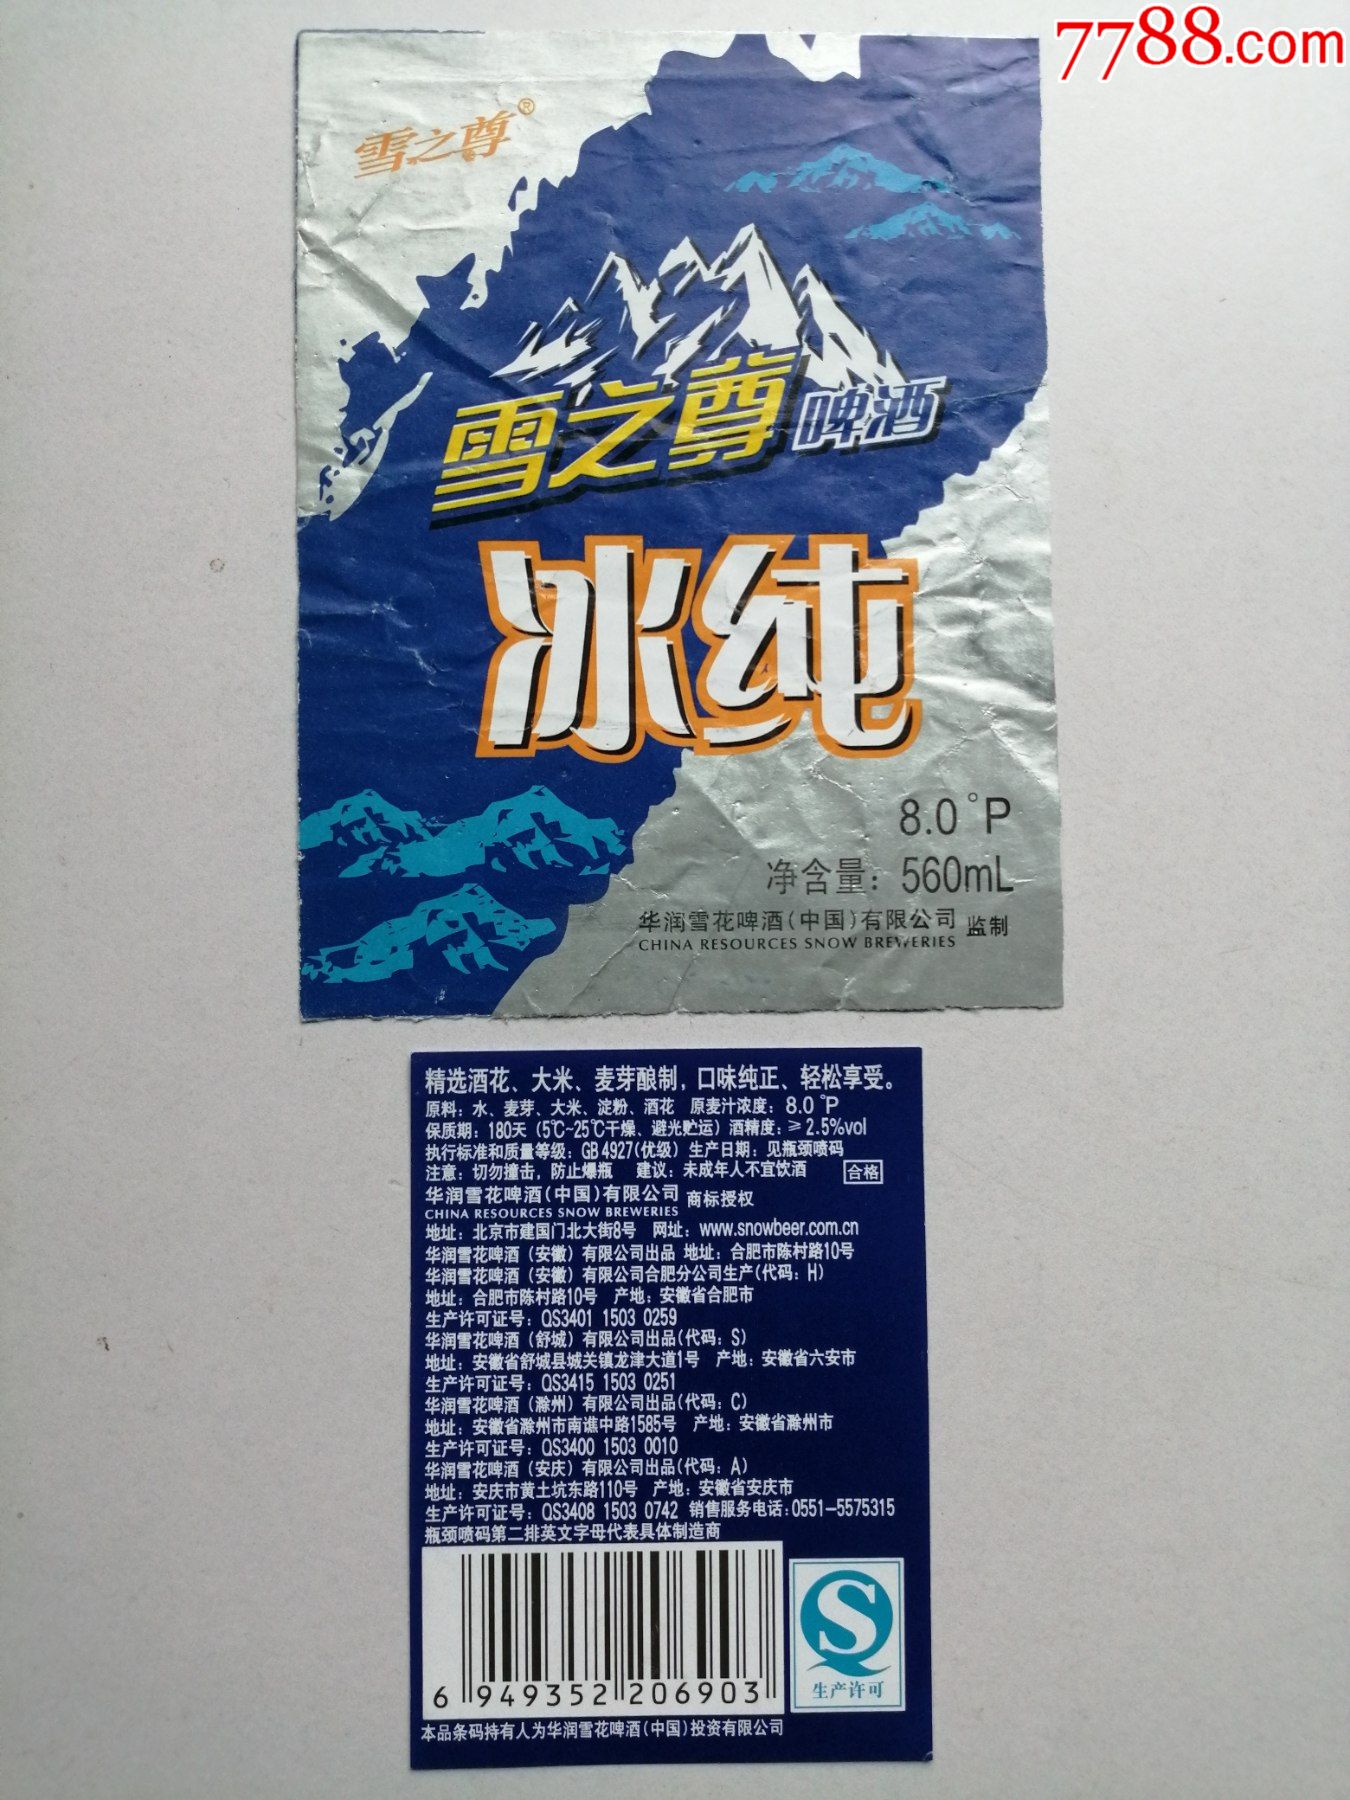 7788.com
雪之尊®
雪之尊啤酒
冰纯
8.0°P
净含量：560mL
华润雪花啤酒（中国）有限公司 监制
CHINA RESOURCES SNOW BREWERIES
精选酒花、大米、麦芽酿制，口味纯正、轻松享受。
原料：水、麦芽、大米、淀粉、酒花 原麦汁浓度：8.0°P
保质期：180天（5℃~25℃干燥、避光贮运）酒精度：≥2.5%vol
执行标准和质量等级：GB 4927（优级）生产日期：见瓶颈喷码
注意：切勿撞击，防止爆瓶 建议：未成年人不宜饮酒 合格
华润雪花啤酒（中国）有限公司 商标授权
CHINA RESOURCES SNOW BREWERIES
地址：北京市建国门北大街8号 网址：www.snowbeer.com.cn
华润雪花啤酒（安徽）有限公司出品 地址：合肥市陈村路10号
华润雪花啤酒（安徽）有限公司合肥分公司生产（代码：H）
地址：合肥市陈村路10号 产地：安徽省合肥市
生产许可证号：QS3401 1503 0259
华润雪花啤酒（舒城）有限公司出品（代码：S）
地址：安徽省舒城县城关镇龙津大道1号 产地：安徽省六安市
生产许可证号：QS3415 1503 0251
华润雪花啤酒（滁州）有限公司出品（代码：C）
地址：安徽省滁州市南谯中路1585号 产地：安徽省滁州市
生产许可证号：QS3400 1503 0010
华润雪花啤酒（安庆）有限公司出品（代码：A）
地址：安庆市黄土坑东路110号 产地：安徽省安庆市
生产许可证号：QS3408 1503 0742 销售服务电话：0551-5575315
瓶颈喷码第二排英文字母代表具体制造商
6 949352 206903
生产许可
本品条码持有人为华润雪花啤酒（中国）投资有限公司